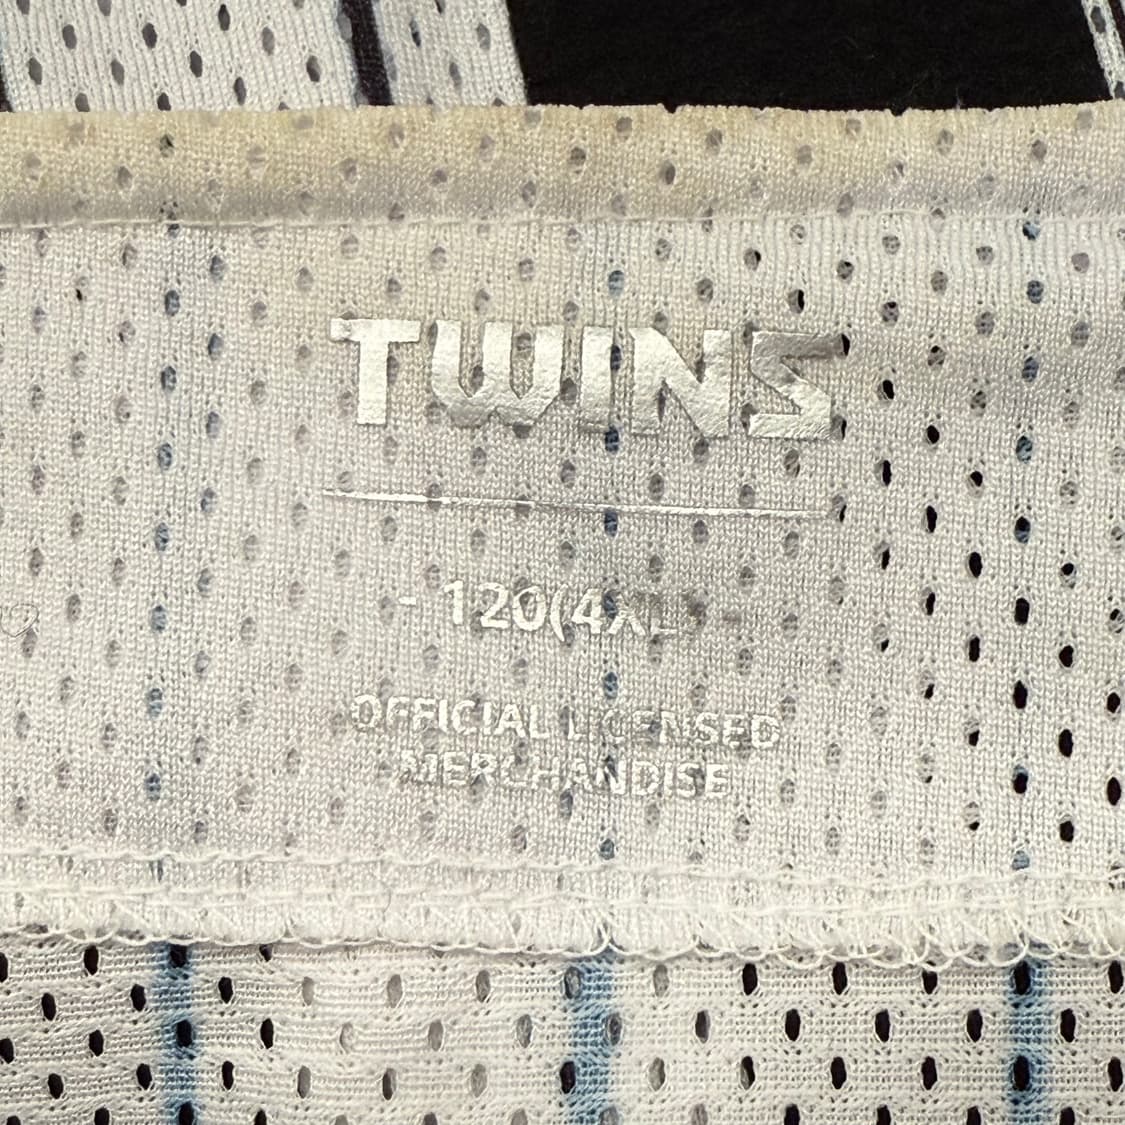 TWINS
- 120(4XL) -
OFFICIAL LICENSED
MERCHANDISE